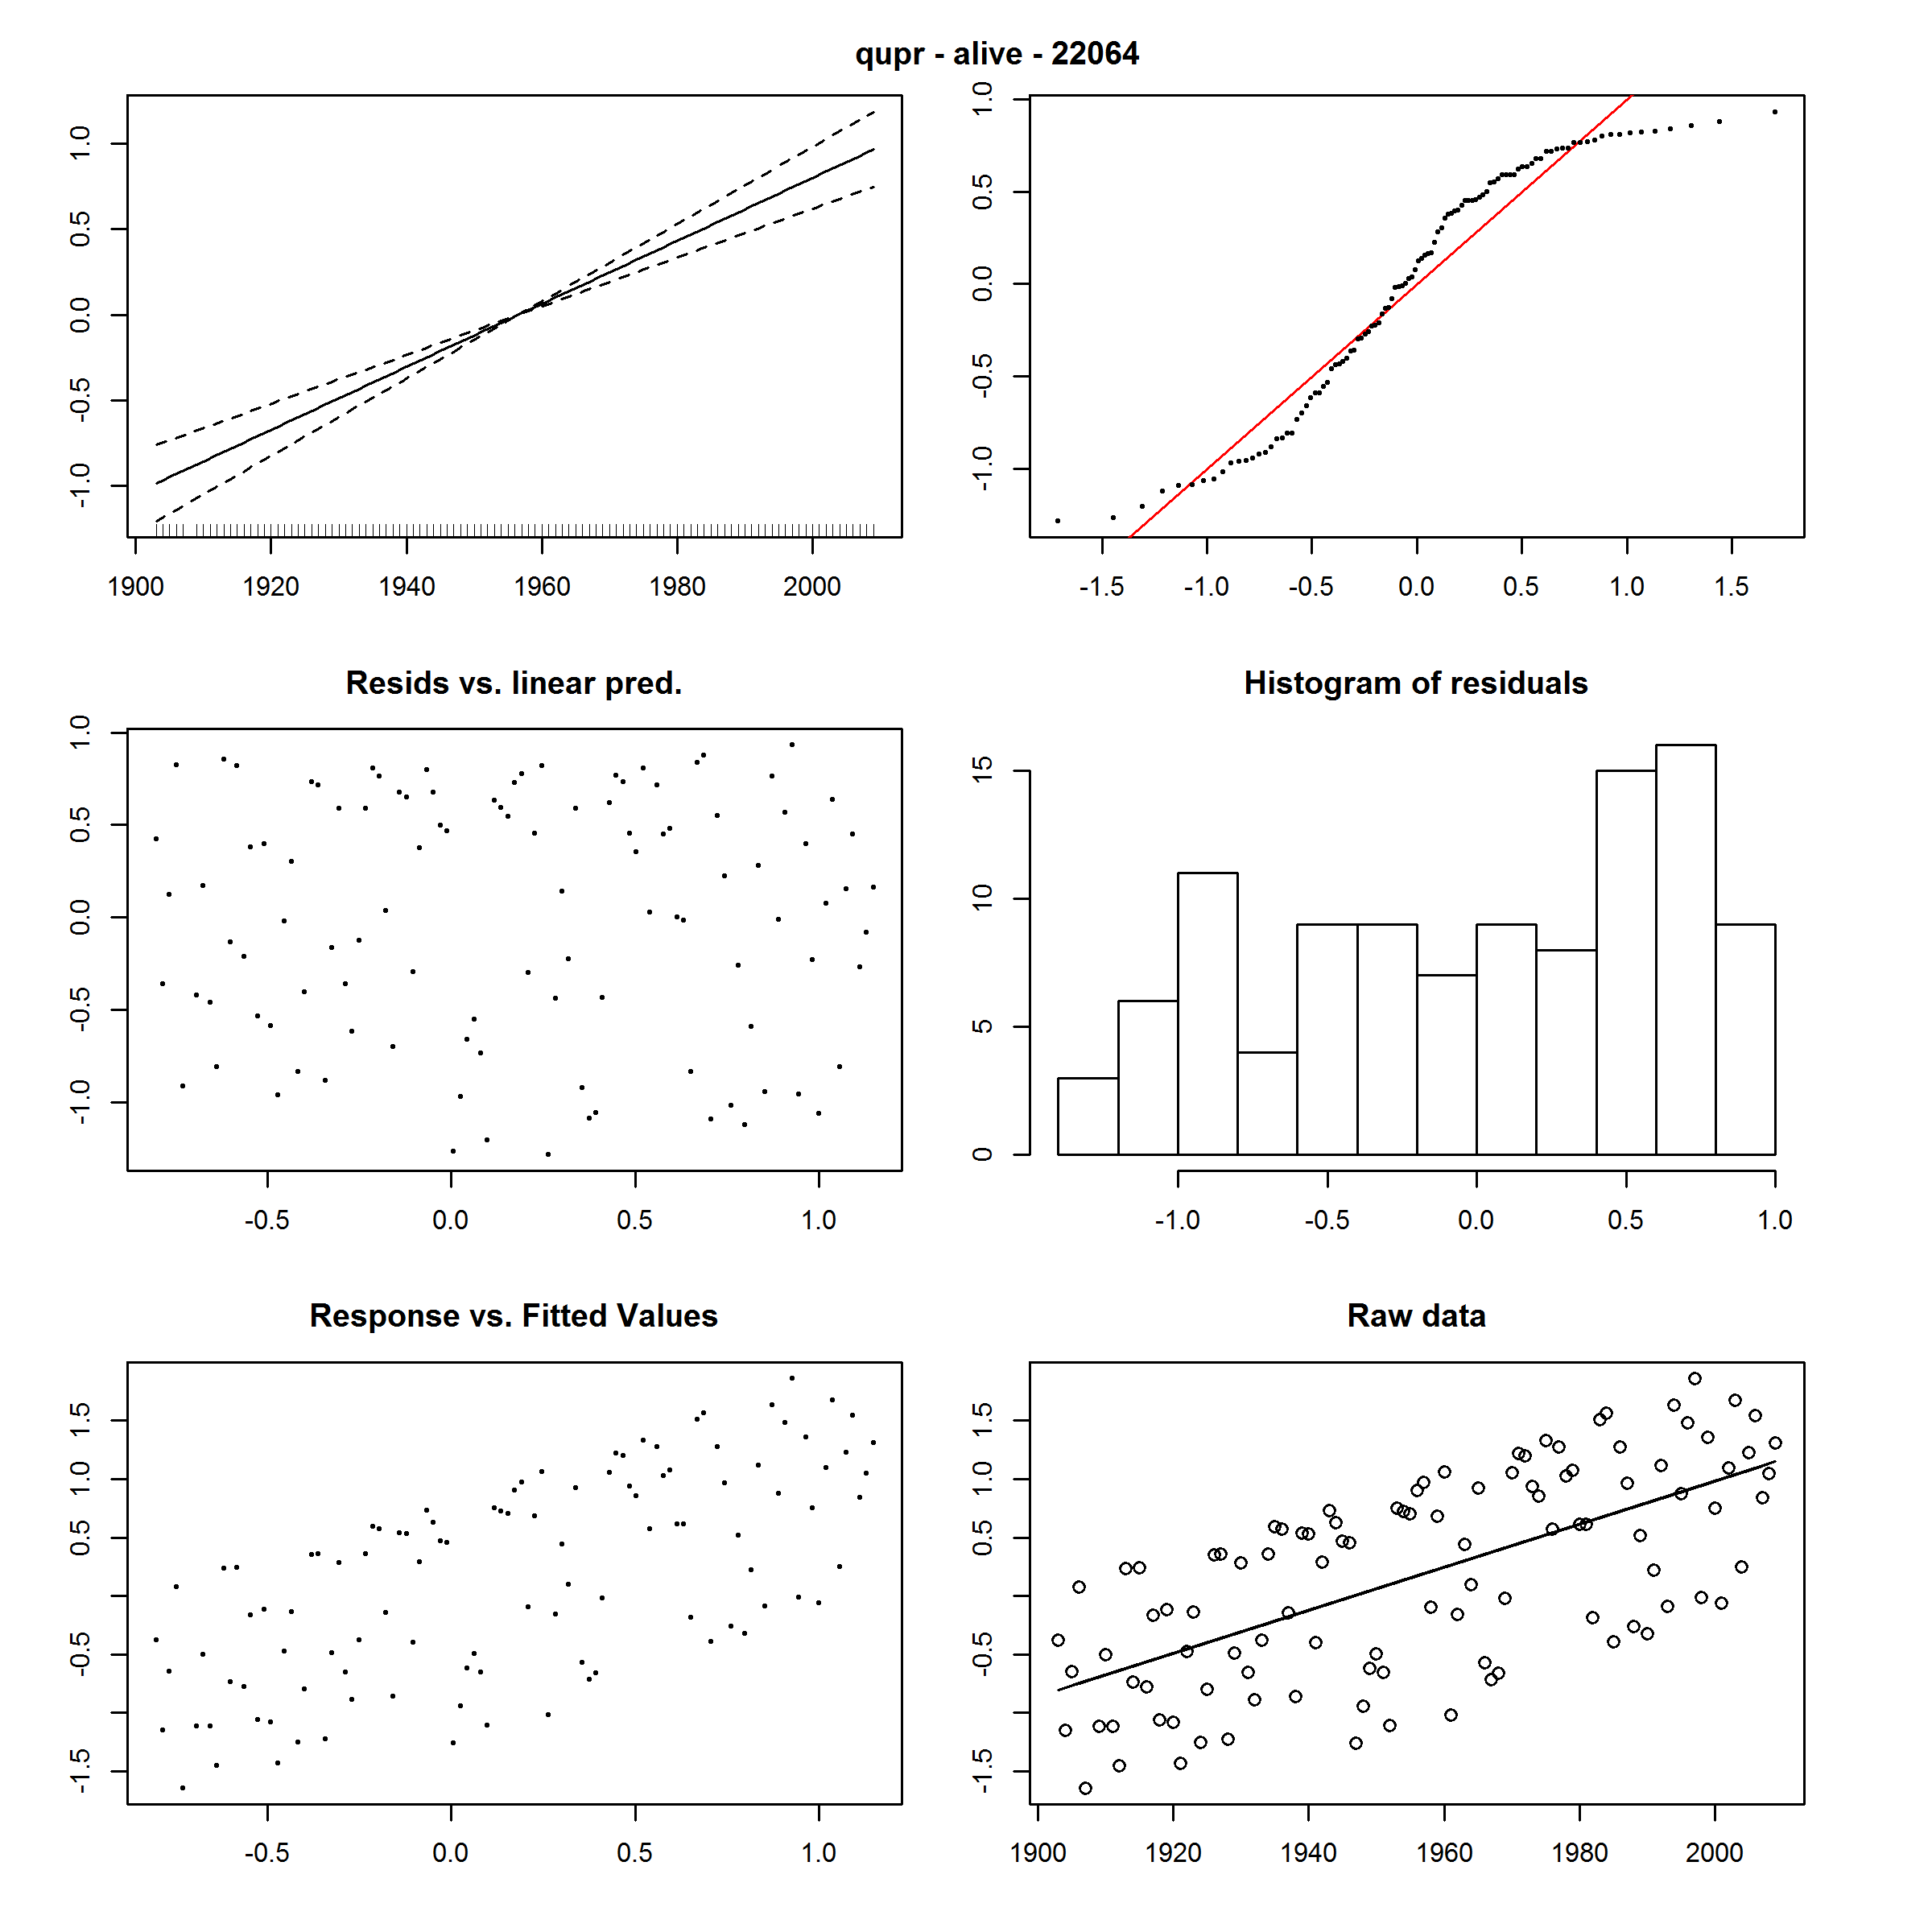 qupr - alive - 22064
1.0
0.5
0.0
-0.5
-1.0
1900 1920 1940 1960 1980 2000
1.0
0.5
0.0
-0.5
-1.0
-1.5 -1.0 -0.5 0.0 0.5 1.0 1.5
Resids vs. linear pred.
1.0
0.5
0.0
-0.5
-1.0
-0.5 0.0 0.5 1.0
Histogram of residuals
15
10
5
0
-1.0 -0.5 0.0 0.5 1.0
Response vs. Fitted Values
1.5
1.0
0.5
-0.5
-1.5
-0.5 0.0 0.5 1.0
Raw data
1.5
1.0
0.5
-0.5
-1.5
1900 1920 1940 1960 1980 2000